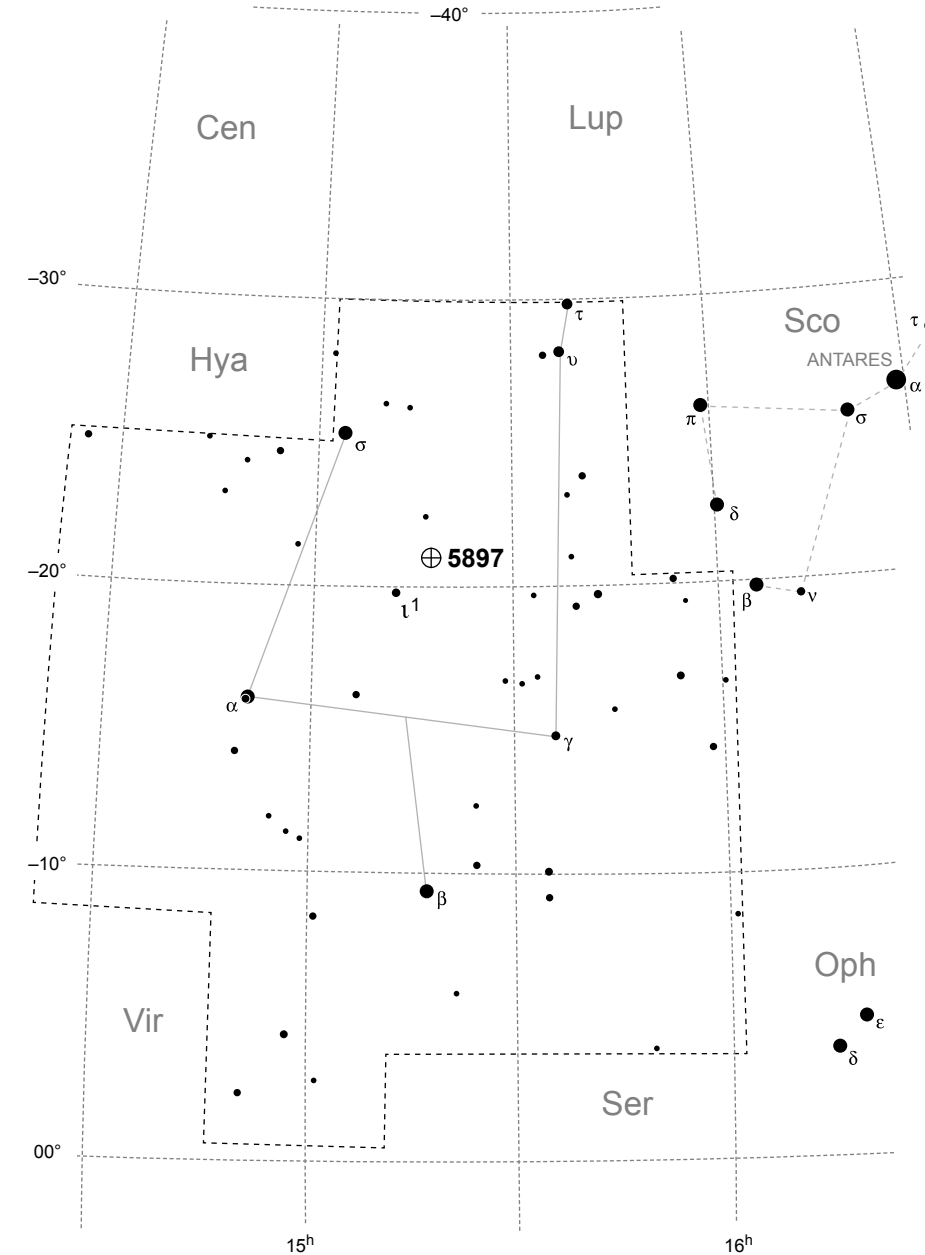 –40°
Cen
Lup
–30°
τ
Sco
τ
Hya
υ
ANTARES
α
π
σ
σ
δ
5897
–20°
β
ν
ι1
α
γ
–10°
β
Oph
Vir
ε
δ
Ser
00°
15h
16h